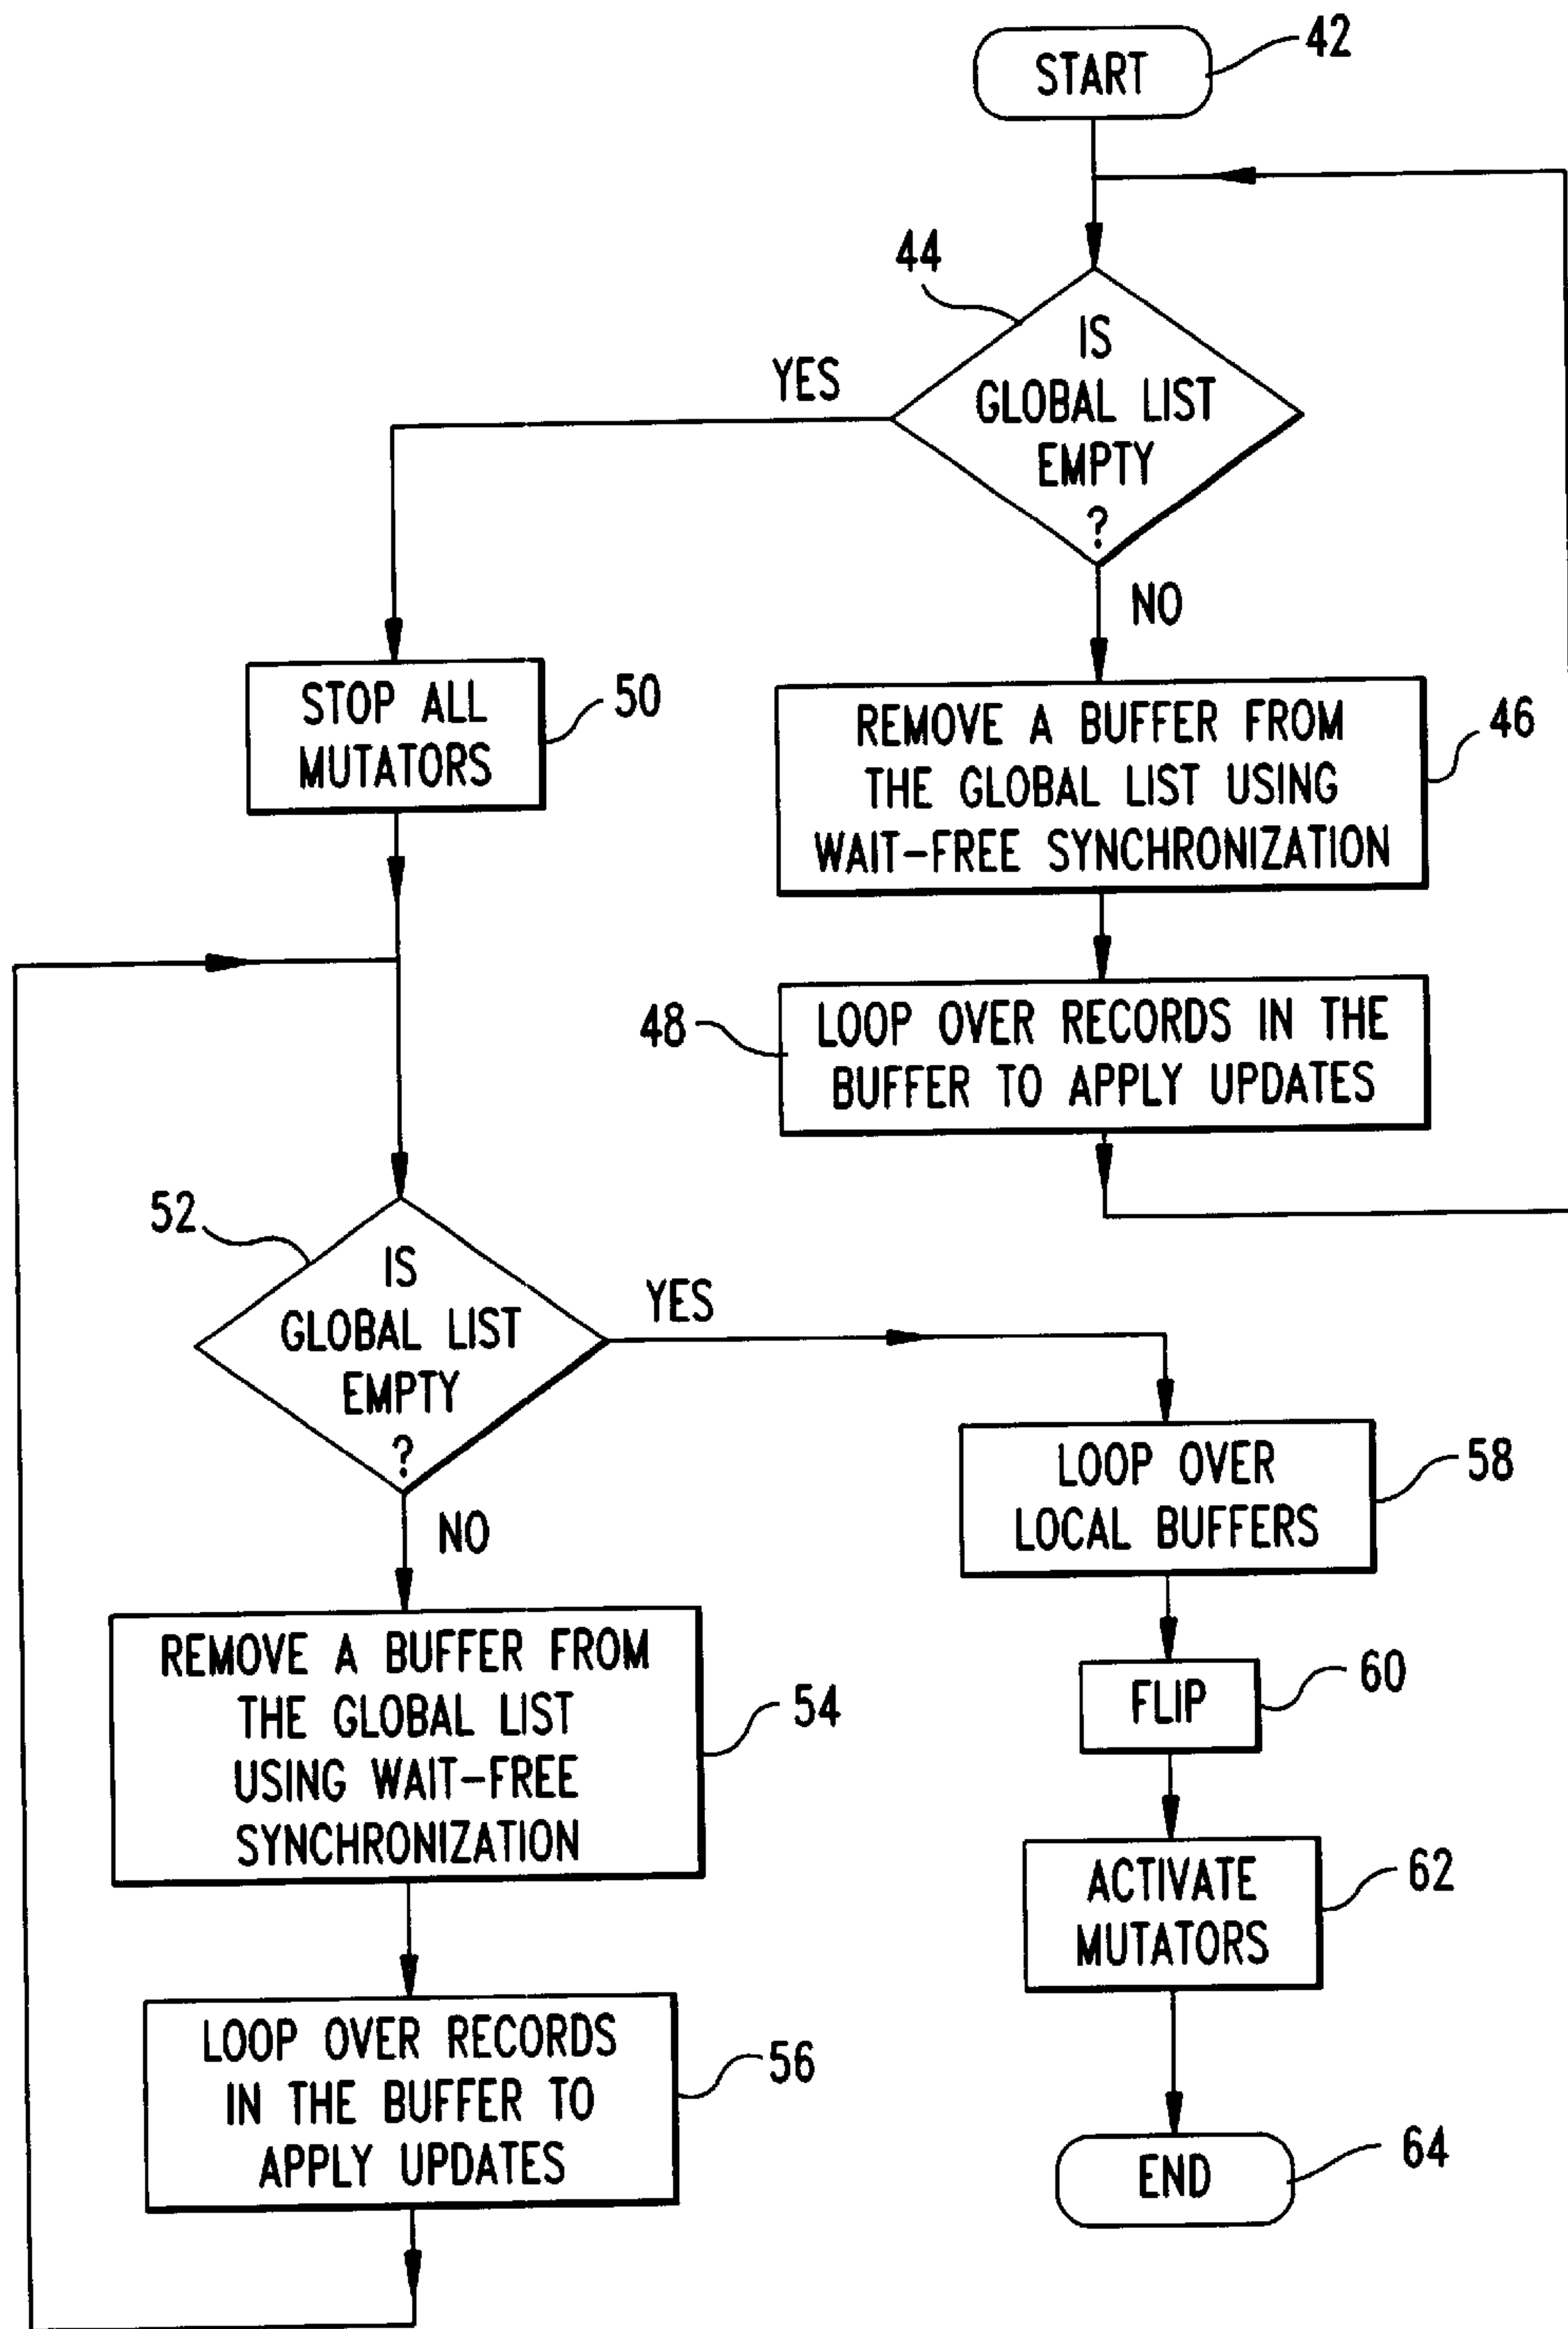 START
42
44
IS
GLOBAL LIST
EMPTY
?
YES
NO
STOP ALL
MUTATORS
50
REMOVE A BUFFER FROM
THE GLOBAL LIST USING
WAIT-FREE SYNCHRONIZATION
46
48
LOOP OVER RECORDS IN THE
BUFFER TO APPLY UPDATES
52
IS
GLOBAL LIST
EMPTY
?
YES
NO
LOOP OVER
LOCAL BUFFERS
58
REMOVE A BUFFER FROM
THE GLOBAL LIST
USING WAIT-FREE
SYNCHRONIZATION
54
FLIP
60
ACTIVATE
MUTATORS
62
LOOP OVER RECORDS
IN THE BUFFER TO
APPLY UPDATES
56
END
64